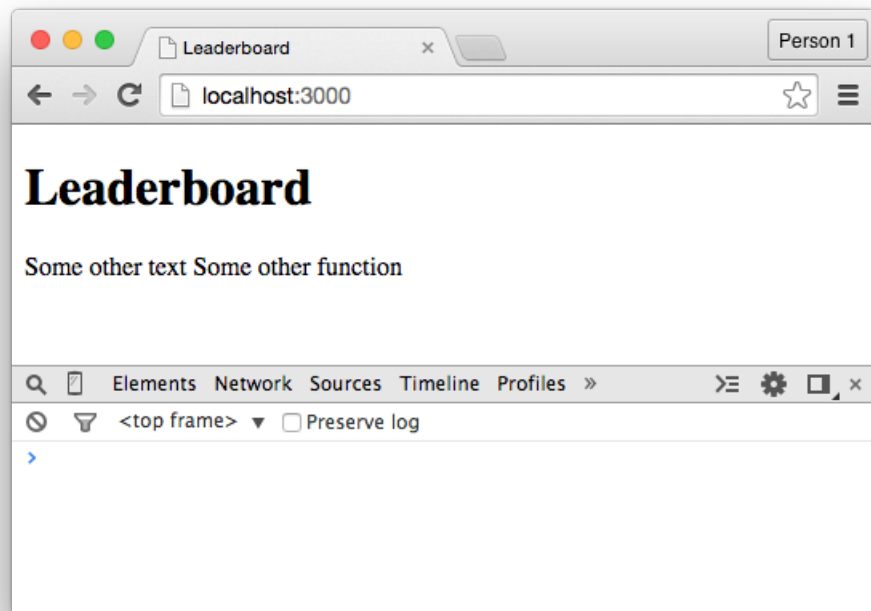 Leaderboard
Person 1
localhost:3000
Leaderboard
Some other text Some other function
Elements Network Sources Timeline Profiles »
<top frame> ▼ Preserve log
>